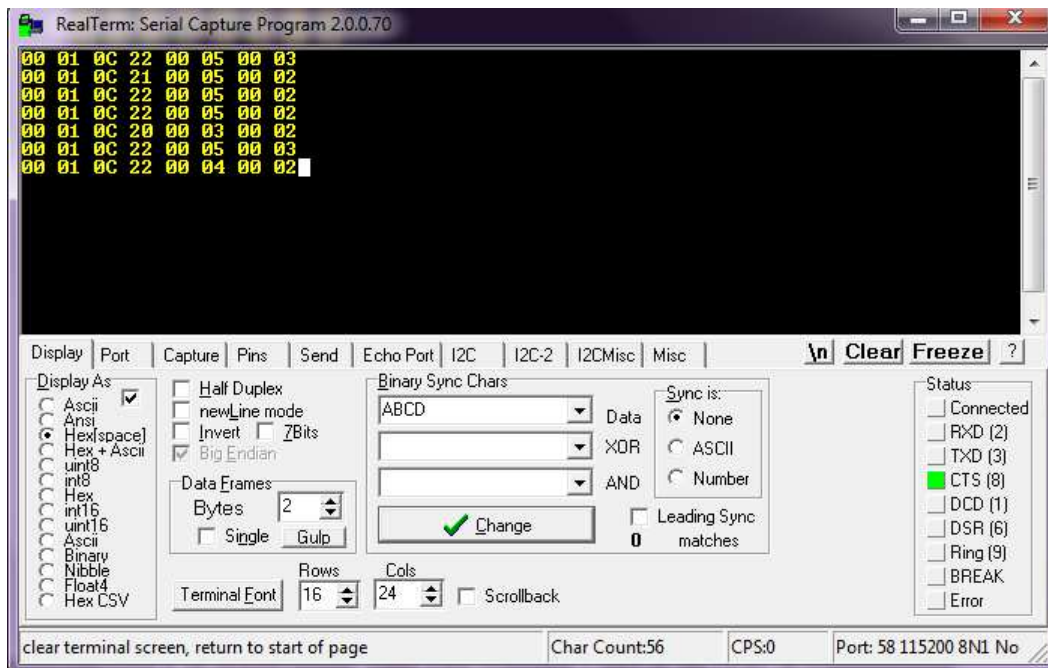 RealTerm: Serial Capture Program 2.0.0.70
00 01 0C 22 00 05 00 03
00 01 0C 21 00 05 00 02
00 01 0C 22 00 05 00 02
00 01 0C 22 00 05 00 02
00 01 0C 20 00 03 00 02
00 01 0C 22 00 05 00 03
00 01 0C 22 00 04 00 02
Display Port Capture Pins Send Echo Port I2C I2C-2 I2CMisc Misc \n Clear Freeze ?
Display As
Ascii
Ansi
Hex[space]
Hex + Ascii
uint8
int8
Hex
int16
uint16
Ascii
Binary
Nibble
Float4
Hex CSV
Half Duplex
newLine mode
Invert 7Bits
Big Endian
Data Frames
Bytes 2
Single Gulp
Rows Cols
Terminal Font 16 24 Scrollback
Binary Sync Chars
ABCD Data
XOR
AND
Change
Sync is:
None
ASCII
Number
Leading Sync
0 matches
Status
Connected
RXD (2)
TXD (3)
CTS (8)
DCD (1)
DSR (6)
Ring (9)
BREAK
Error
clear terminal screen, return to start of page Char Count:56 CPS:0 Port: 58 115200 8N1 No